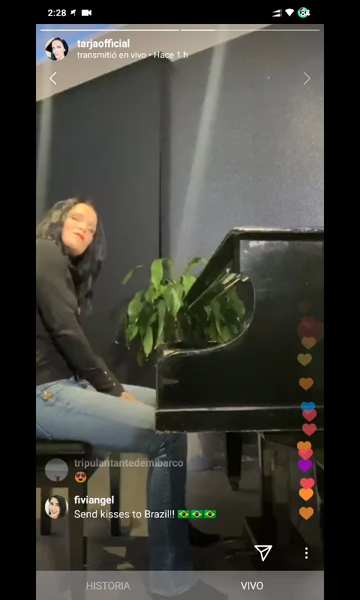 2:28
tarjaofficial
transmitió en vivo • Hace 1 h
tripulantantedemibarco
😍
fiviangel
Send kisses to Brazil!! 🇧🇷🇧🇷🇧🇷
HISTORIA
VIVO